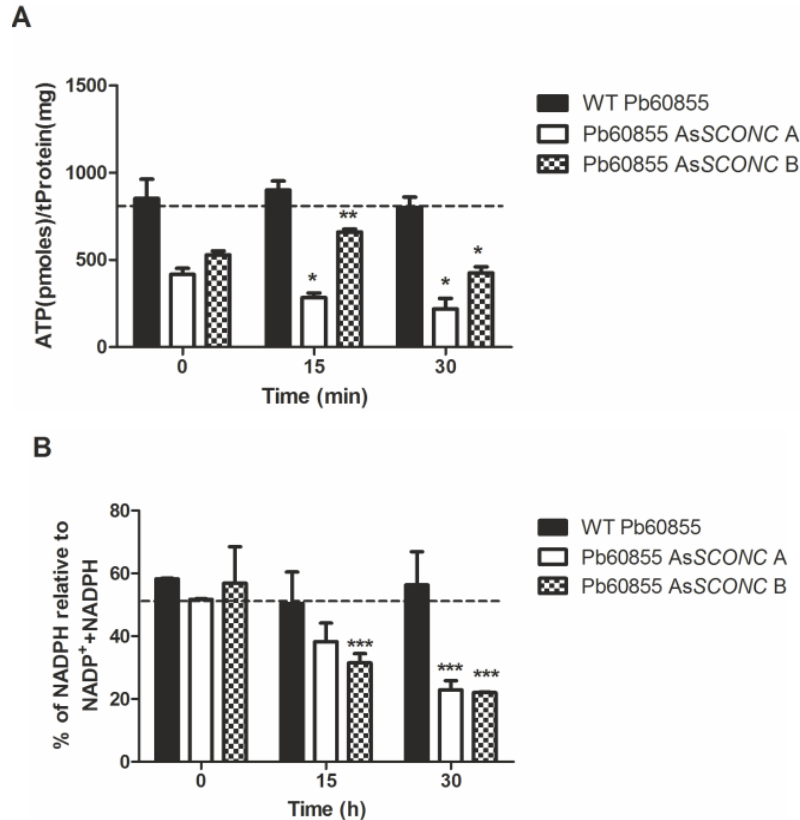 A
1500
1000
500
0
ATP(pmoles)/tProtein(mg)
* ** * *
0 15 30
Time (min)
WT Pb60855
Pb60855 AsSCONC A
Pb60855 AsSCONC B
B
80
60
40
20
0
% of NADPH relative to
NADP++NADPH
*** *** ***
0 15 30
Time (h)
WT Pb60855
Pb60855 AsSCONC A
Pb60855 AsSCONC B